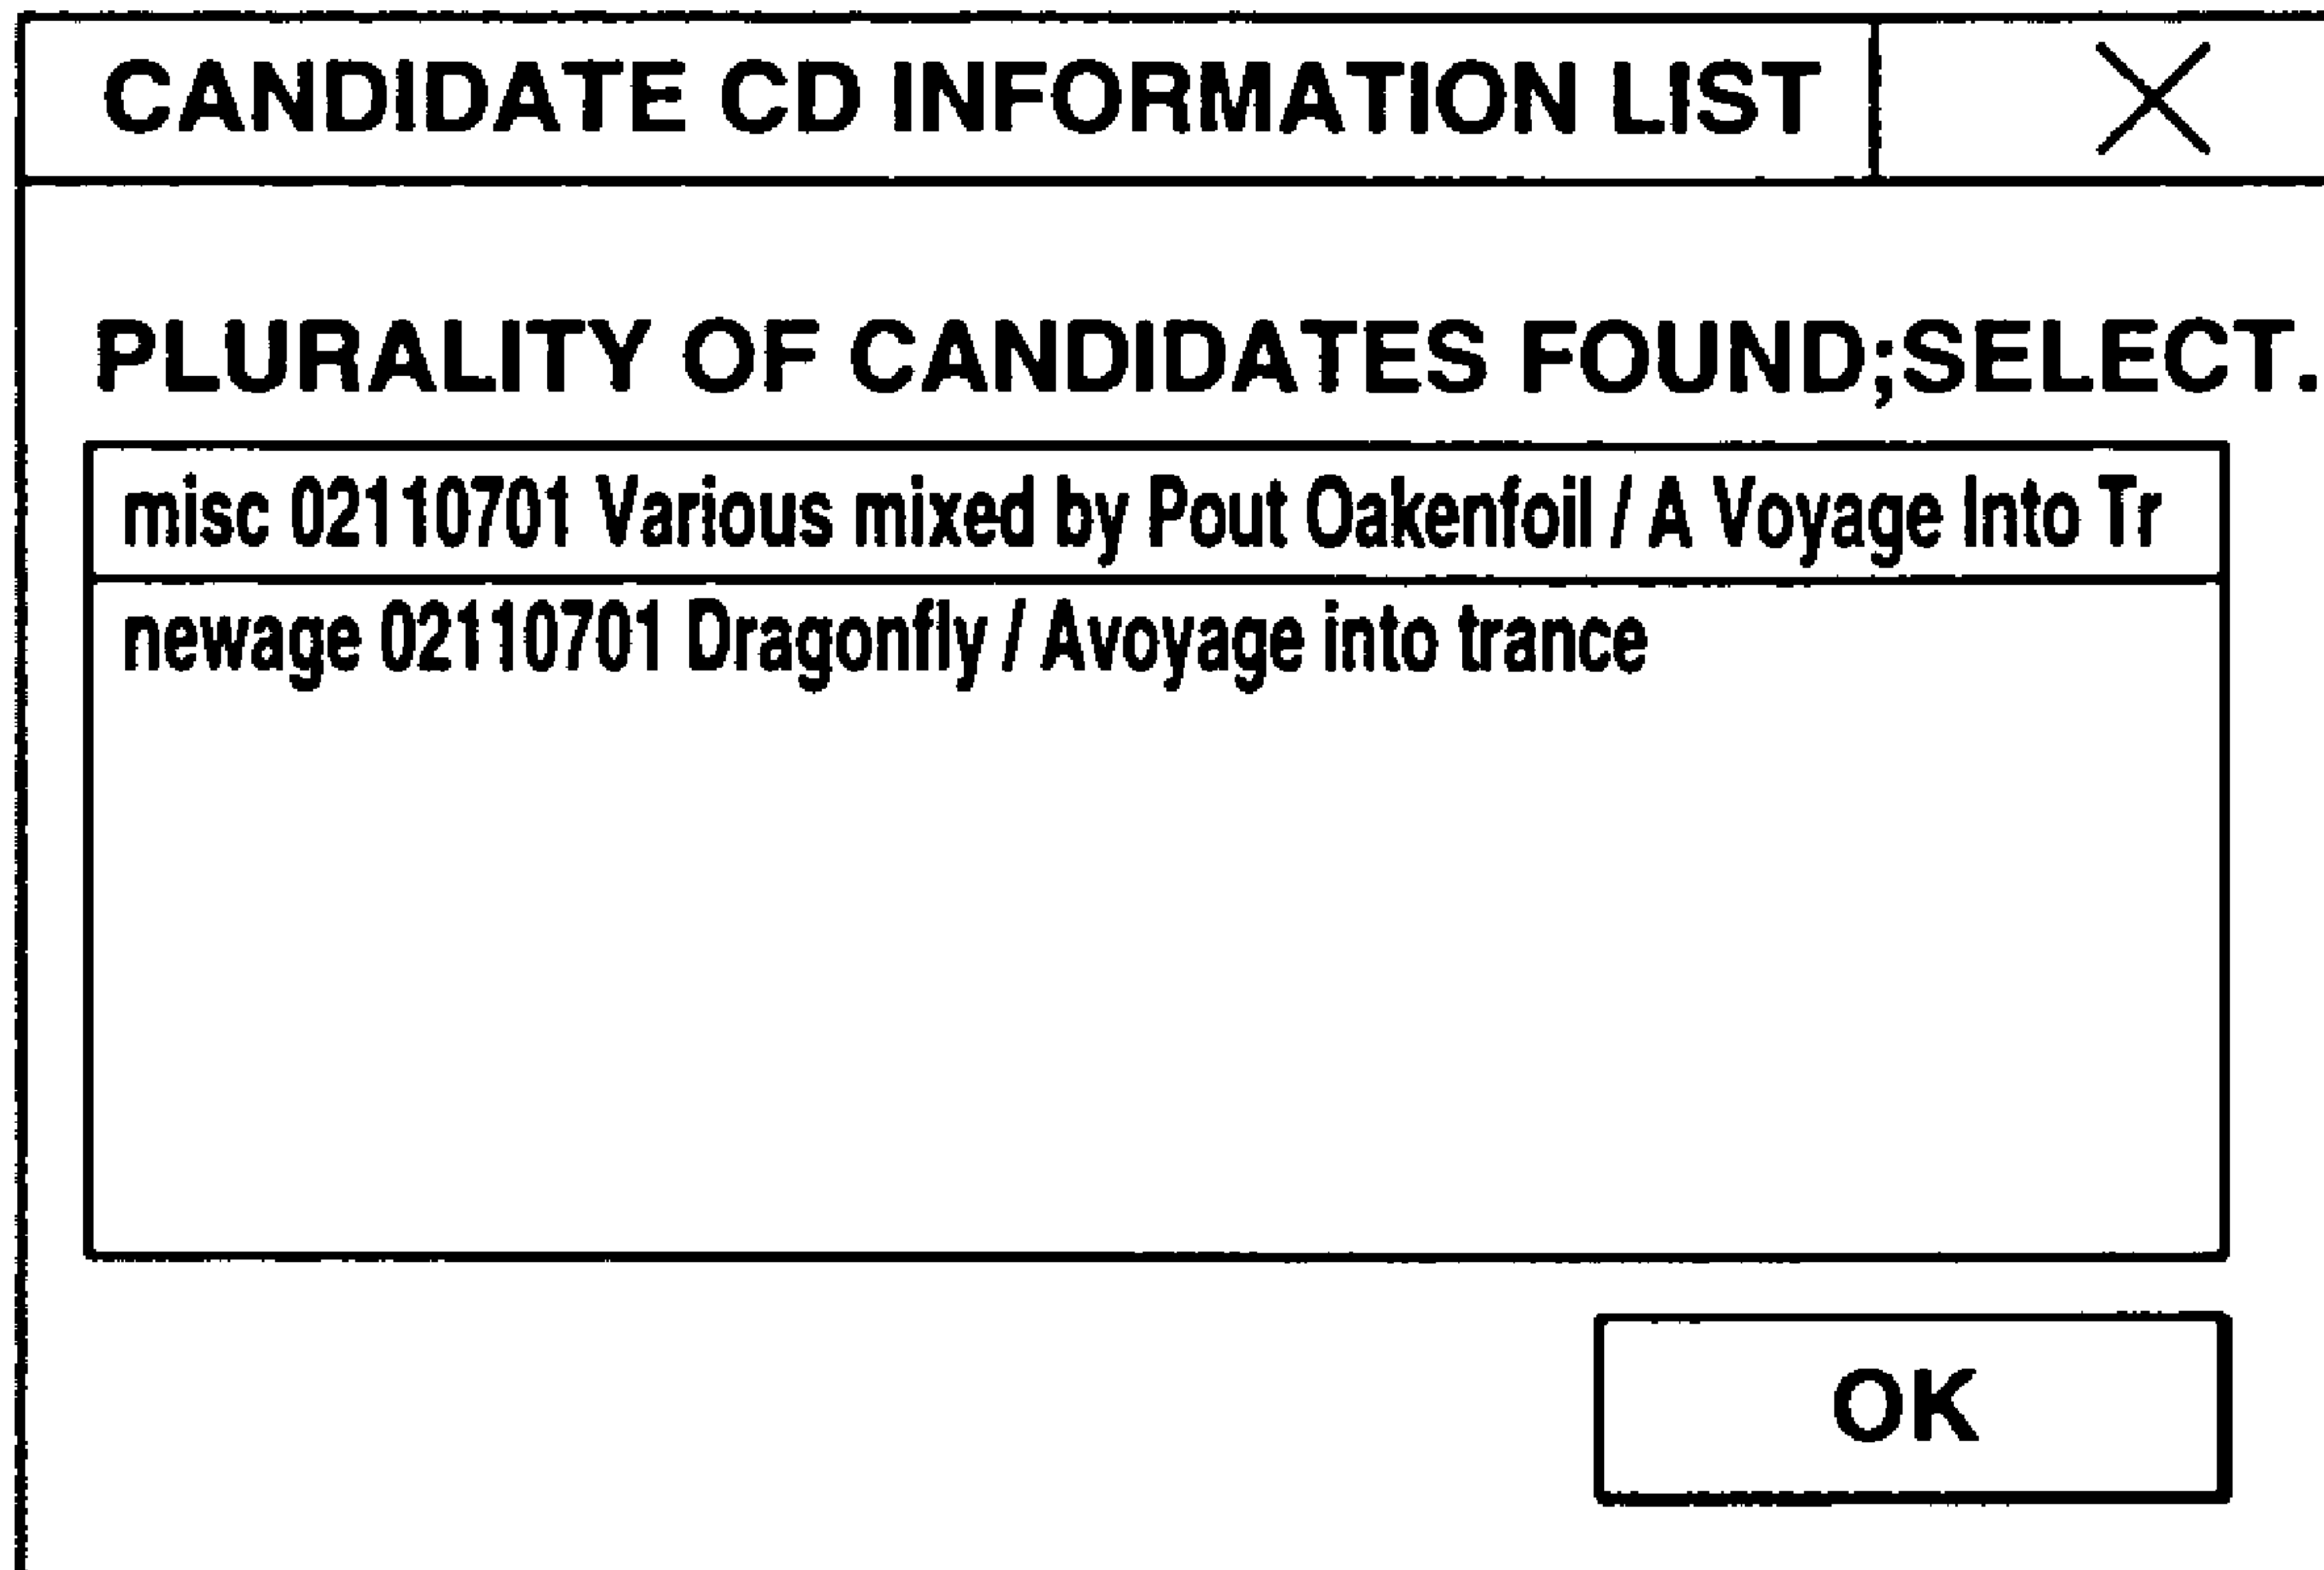 CANDIDATE CD INFORMATION LIST
PLURALITY OF CANDIDATES FOUND;SELECT.
misc 02110701 Various mixed by Pout Oakenfoil / A Voyage Into Tr
newage 02110701 Dragonfly / Avoyage into trance
OK